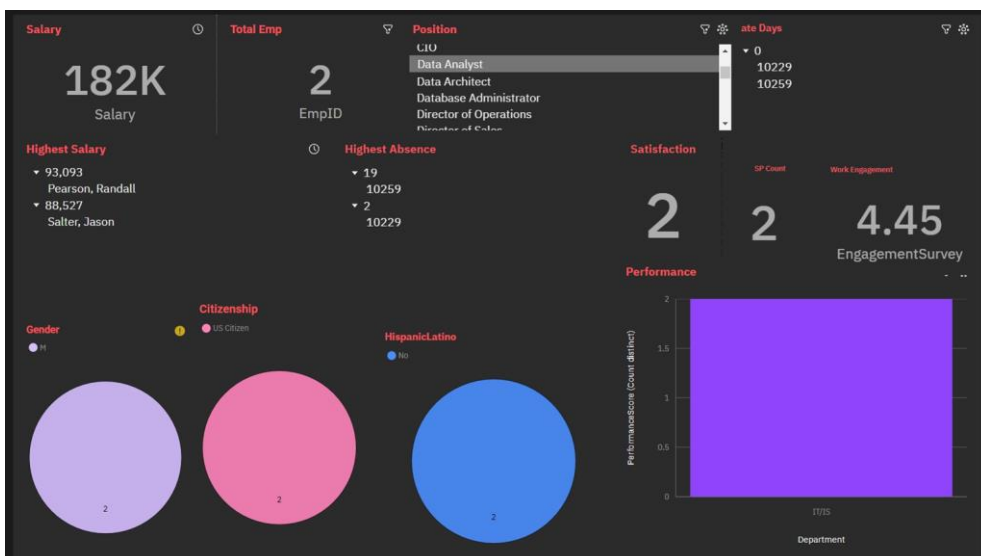 Salary
182K
Salary
Total Emp
2
EmpID
Position
CIO
Data Analyst
Data Architect
Database Administrator
Director of Operations
Director of Sales
ate Days
0
10229
10259
Highest Salary
93,093
Pearson, Randall
88,527
Salter, Jason
Highest Absence
19
10259
2
10229
Satisfaction
2
SP Count
2
Work Engagement
4.45
EngagementSurvey
Gender
M
2
Citizenship
US Citizen
2
HispanicLatino
No
2
Performance
PerformanceScore (Count distinct)
2
1.5
1
0.5
0
IT/IS
Department